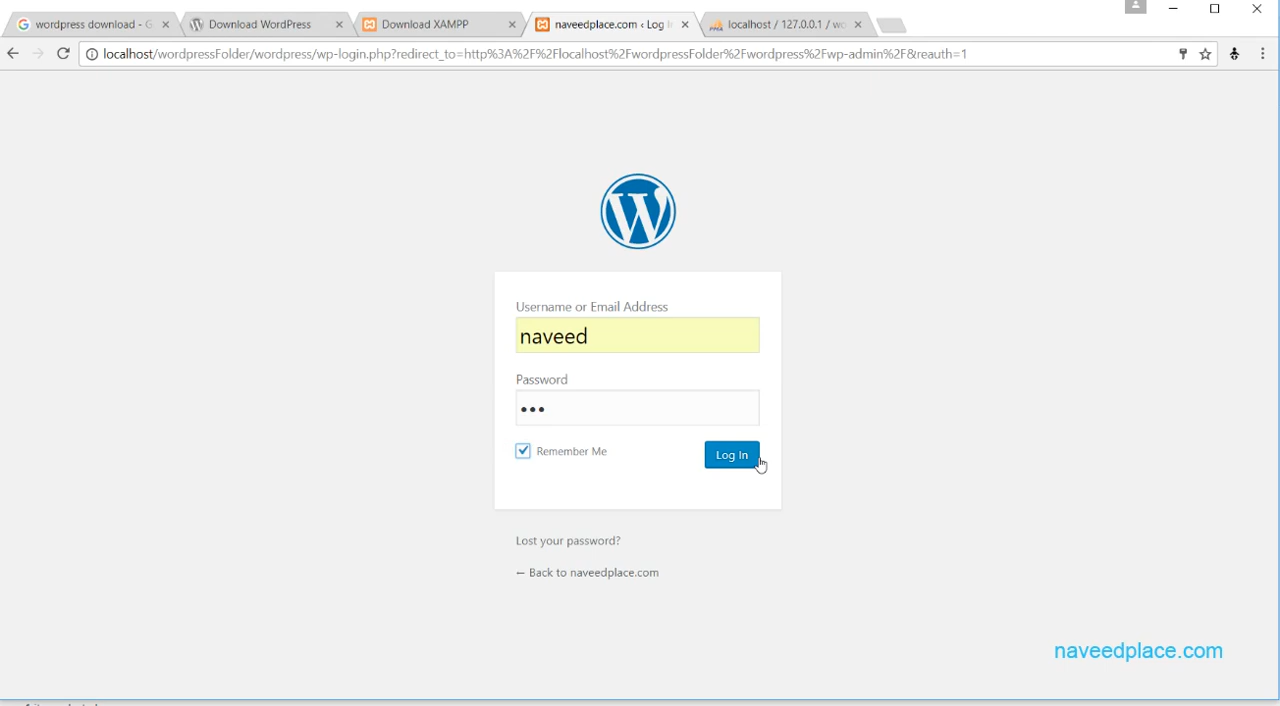 wordpress download - G
Download WordPress
Download XAMPP
naveedplace.com ‹ Log In
localhost / 127.0.0.1 / wo
localhost/wordpressFolder/wordpress/wp-login.php?redirect_to=http%3A%2F%2Flocalhost%2FwordpressFolder%2Fwordpress%2Fwp-admin%2F&reauth=1
Username or Email Address
naveed
Password
Remember Me
Log In
Lost your password?
← Back to naveedplace.com
naveedplace.com